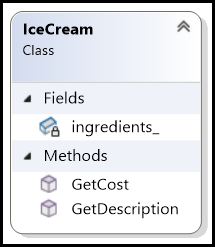 IceCream
Class
Fields
ingredients_
Methods
GetCost
GetDescription